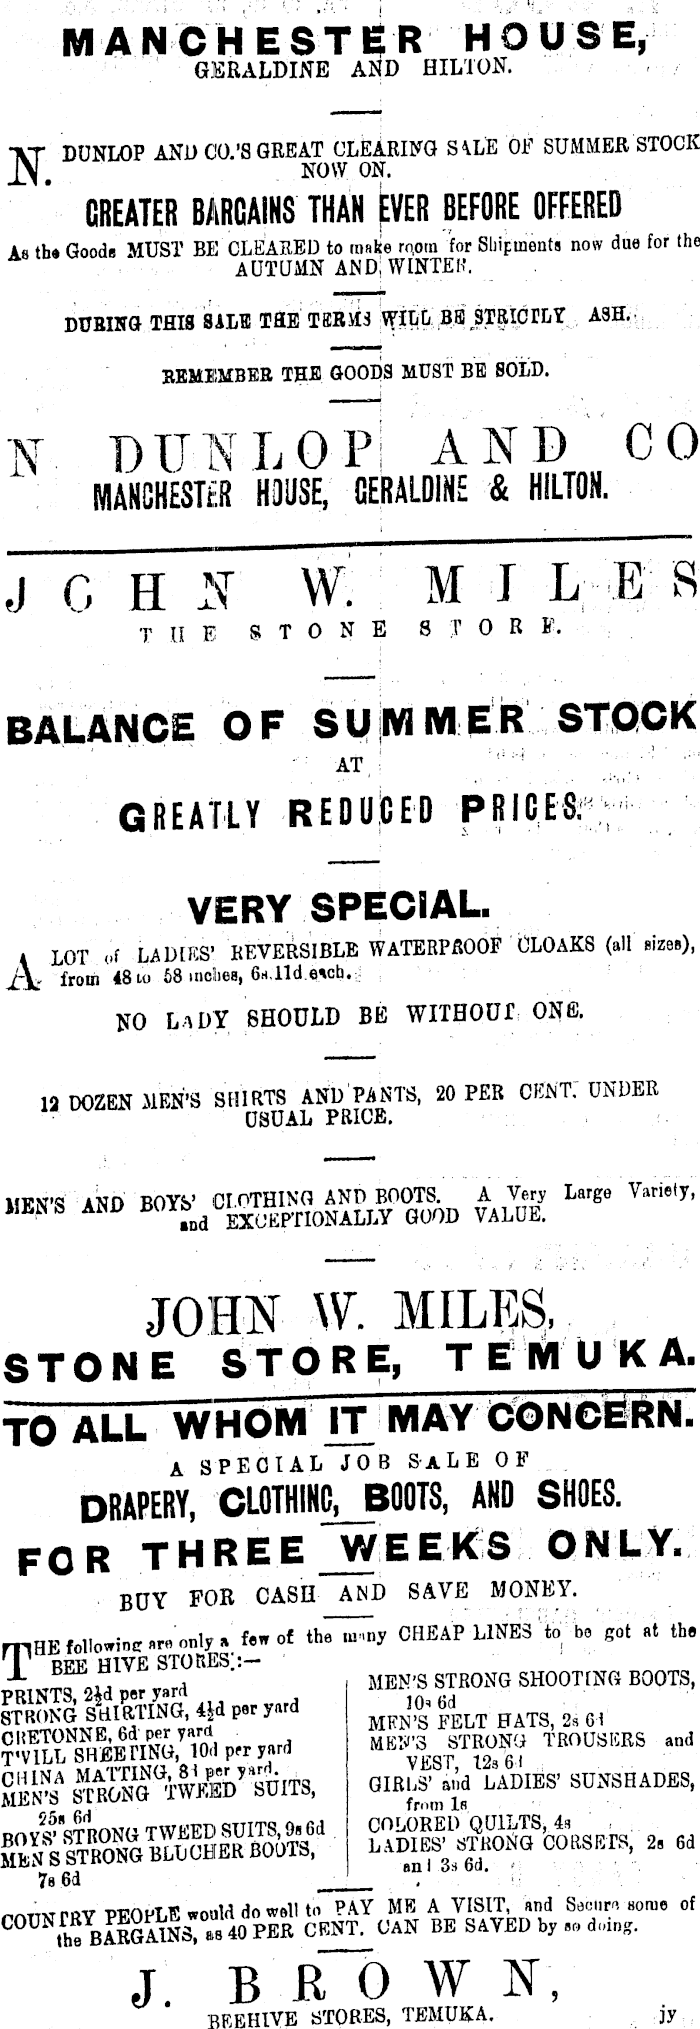 MANCHESTER HOUSE,
GERALDINE AND HILTON.
N. DUNLOP AND CO.'S GREAT CLEARING SALE OF SUMMER STOCK
NOW ON.
GREATER BARGAINS THAN EVER BEFORE OFFERED
As the Goods MUST BE CLEARED to make room for Shipments now due for the
AUTUMN AND WINTER.
DURING THIS SALE THE TERMS WILL BE STRICTLY ASH.
REMEMBER THE GOODS MUST BE SOLD.
N DUNLOP AND CO
MANCHESTER HOUSE, GERALDINE & HILTON.
JOHN W. MILES
THE STONE STORE.
BALANCE OF SUMMER STOCK
AT
GREATLY REDUCED PRICES.
VERY SPECIAL.
A LOT of LADIES' REVERSIBLE WATERPROOF CLOAKS (all sizes),
from 48 to 58 inches, 6s.11d each.
NO LADY SHOULD BE WITHOUT ONE.
12 DOZEN MEN'S SHIRTS AND PANTS, 20 PER CENT. UNDER
USUAL PRICE.
MEN'S AND BOYS' CLOTHING AND BOOTS. A Very Large Variety,
and EXCEPTIONALLY GOOD VALUE.
JOHN W. MILES,
STONE STORE, TEMUKA.
TO ALL WHOM IT MAY CONCERN.
A SPECIAL JOB SALE OF
DRAPERY, CLOTHING, BOOTS, AND SHOES.
FOR THREE WEEKS ONLY.
BUY FOR CASH AND SAVE MONEY.
THE following are only a few of the many CHEAP LINES to be got at the
BEE HIVE STORES:—
PRINTS, 2½d per yard
STRONG SHIRTING, 4½d per yard
CRETONNE, 6d per yard
TWILL SHEETING, 10d per yard
CHINA MATTING, 8d per yard.
MEN'S STRONG TWEED SUITS,
25s 6d
BOYS' STRONG TWEED SUITS, 9s 6d
MEN S STRONG BLUCHER BOOTS,
7s 6d
MEN'S STRONG SHOOTING BOOTS,
10s 6d
MEN'S FELT HATS, 2s 6d
MEN'S STRONG TROUSERS and
VEST, 12s 6d
GIRLS' and LADIES' SUNSHADES,
from 1s
COLORED QUILTS, 4s
LADIES' STRONG CORSETS, 2s 6d
and 3s 6d.
COUNTRY PEOPLE would do well to PAY ME A VISIT, and Secure some of
the BARGAINS, as 40 PER CENT. CAN BE SAVED by so doing.
J. BROWN,
BEEHIVE STORES, TEMUKA. jy